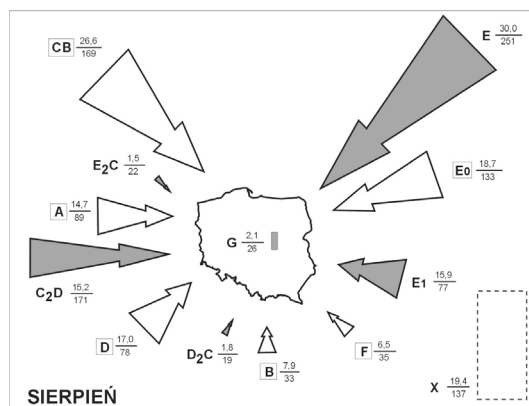 CB 26,6
169
E 30,0
251
E₂C 1,5
22
E0 18,7
133
A 14,7
89
G 2,1
26
C₂D 15,2
171
E1 15,9
77
D 17,0
78
D₂C 1,8
19
B 7,9
33
F 6,5
35
X 19,4
137
SIERPIEŃ